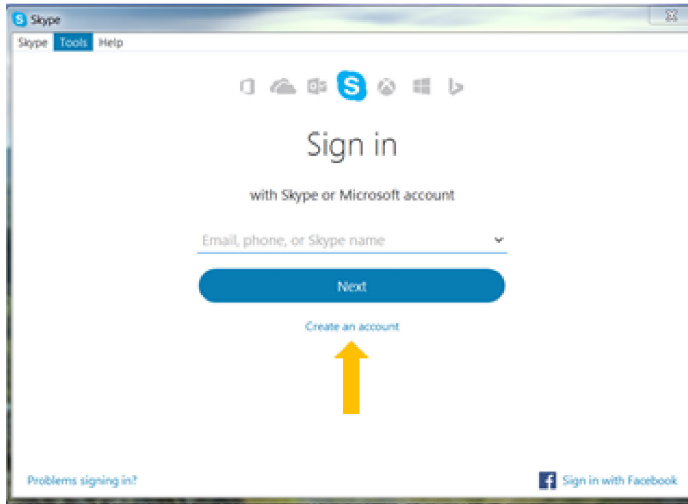 Skype
Skype Tools Help
Sign in
with Skype or Microsoft account
Email, phone, or Skype name
Next
Create an account
Problems signing in?
Sign in with Facebook